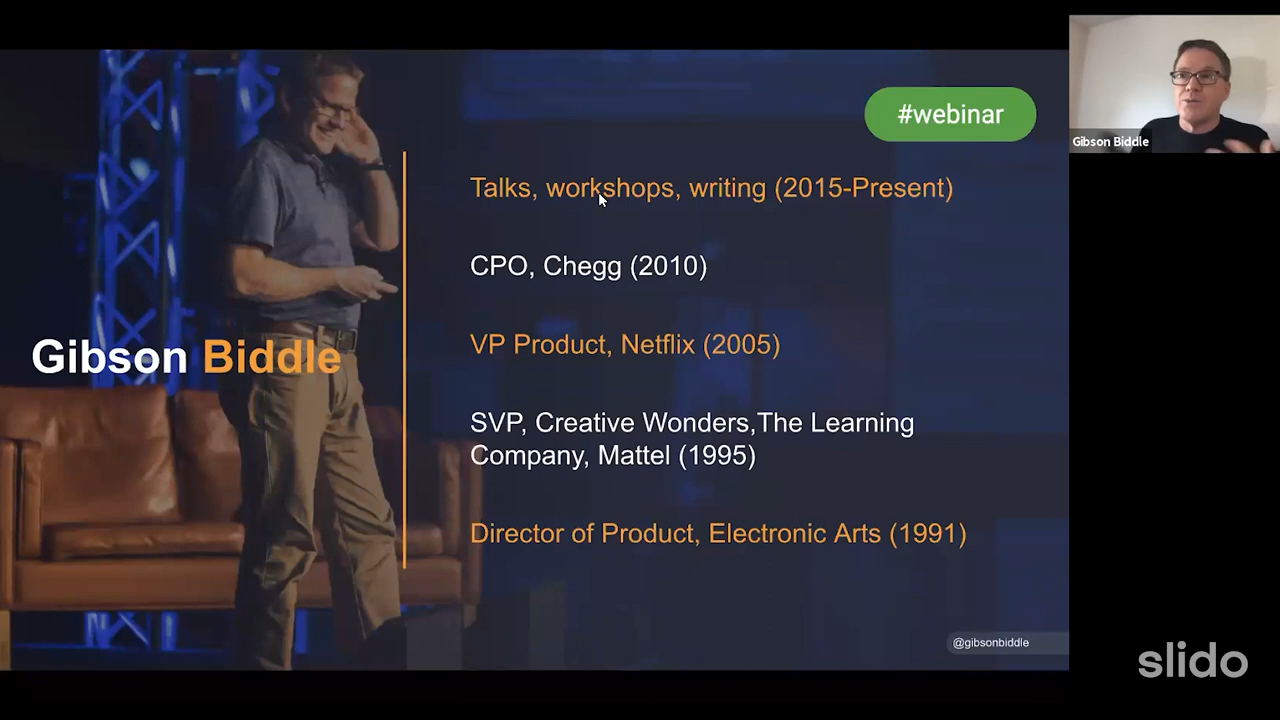 #webinar
Gibson Biddle
Talks, workshops, writing (2015-Present)
CPO, Chegg (2010)
VP Product, Netflix (2005)
Gibson Biddle
SVP, Creative Wonders,The Learning
Company, Mattel (1995)
Director of Product, Electronic Arts (1991)
@gibsonbiddle
slido